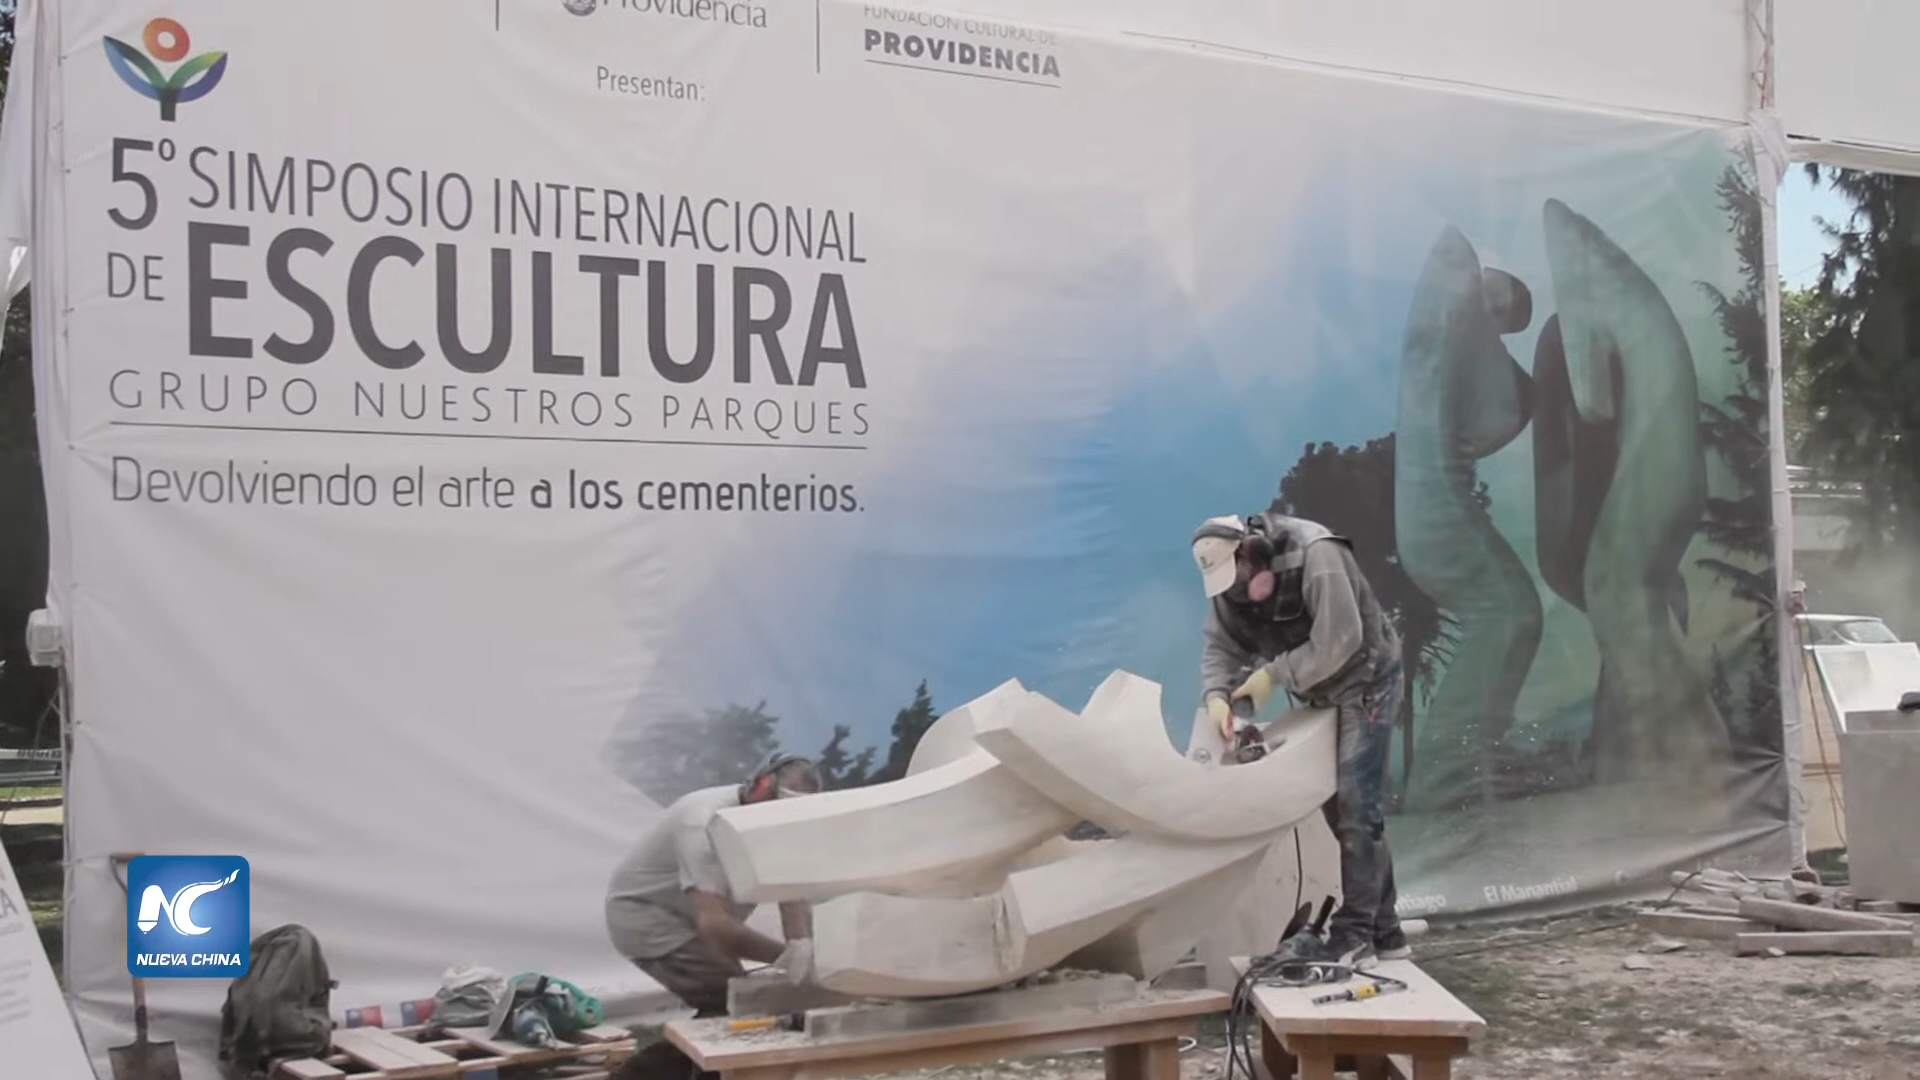 Providencia
FUNDACIÓN CULTURAL DE
PROVIDENCIA
Presentan:
5º SIMPOSIO INTERNACIONAL
DE ESCULTURA
GRUPO NUESTROS PARQUES
Devolviendo el arte a los cementerios.
El Manantial
NUEVA CHINA